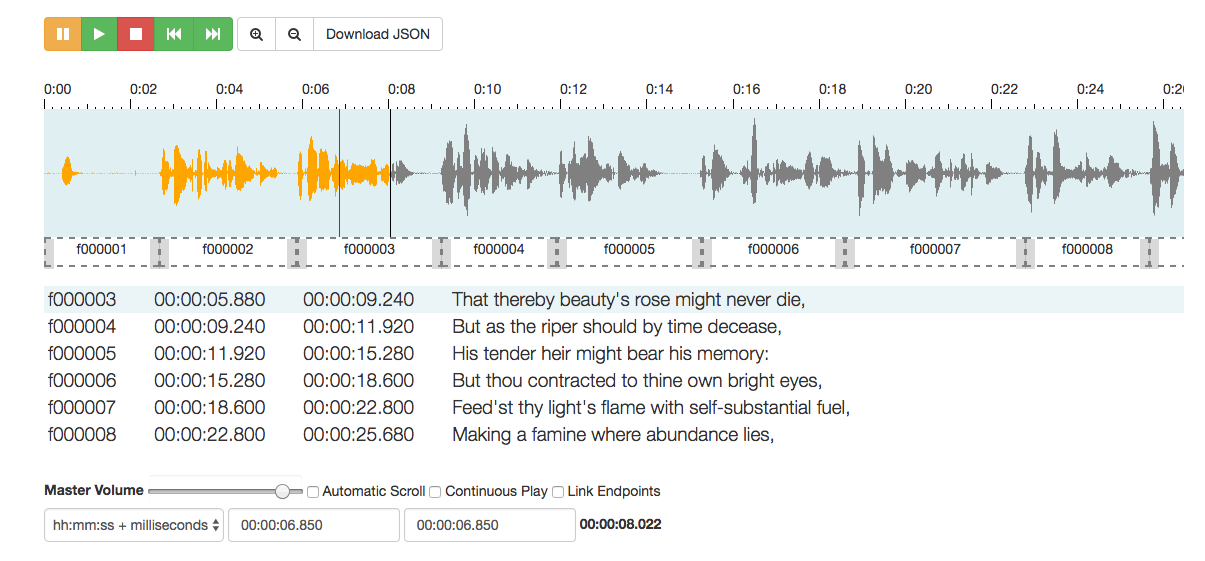 Download JSON
0:00 0:02 0:04 0:06 0:08 0:10 0:12 0:14 0:16 0:18 0:20 0:22 0:24
f000001 f000002 f000003 f000004 f000005 f000006 f000007 f000008
f000003 00:00:05.880 00:00:09.240 That thereby beauty's rose might never die,
f000004 00:00:09.240 00:00:11.920 But as the riper should by time decease,
f000005 00:00:11.920 00:00:15.280 His tender heir might bear his memory:
f000006 00:00:15.280 00:00:18.600 But thou contracted to thine own bright eyes,
f000007 00:00:18.600 00:00:22.800 Feed'st thy light's flame with self-substantial fuel,
f000008 00:00:22.800 00:00:25.680 Making a famine where abundance lies,
Master Volume Automatic Scroll Continuous Play Link Endpoints
hh:mm:ss + milliseconds 00:00:06.850 00:00:06.850 00:00:08.022